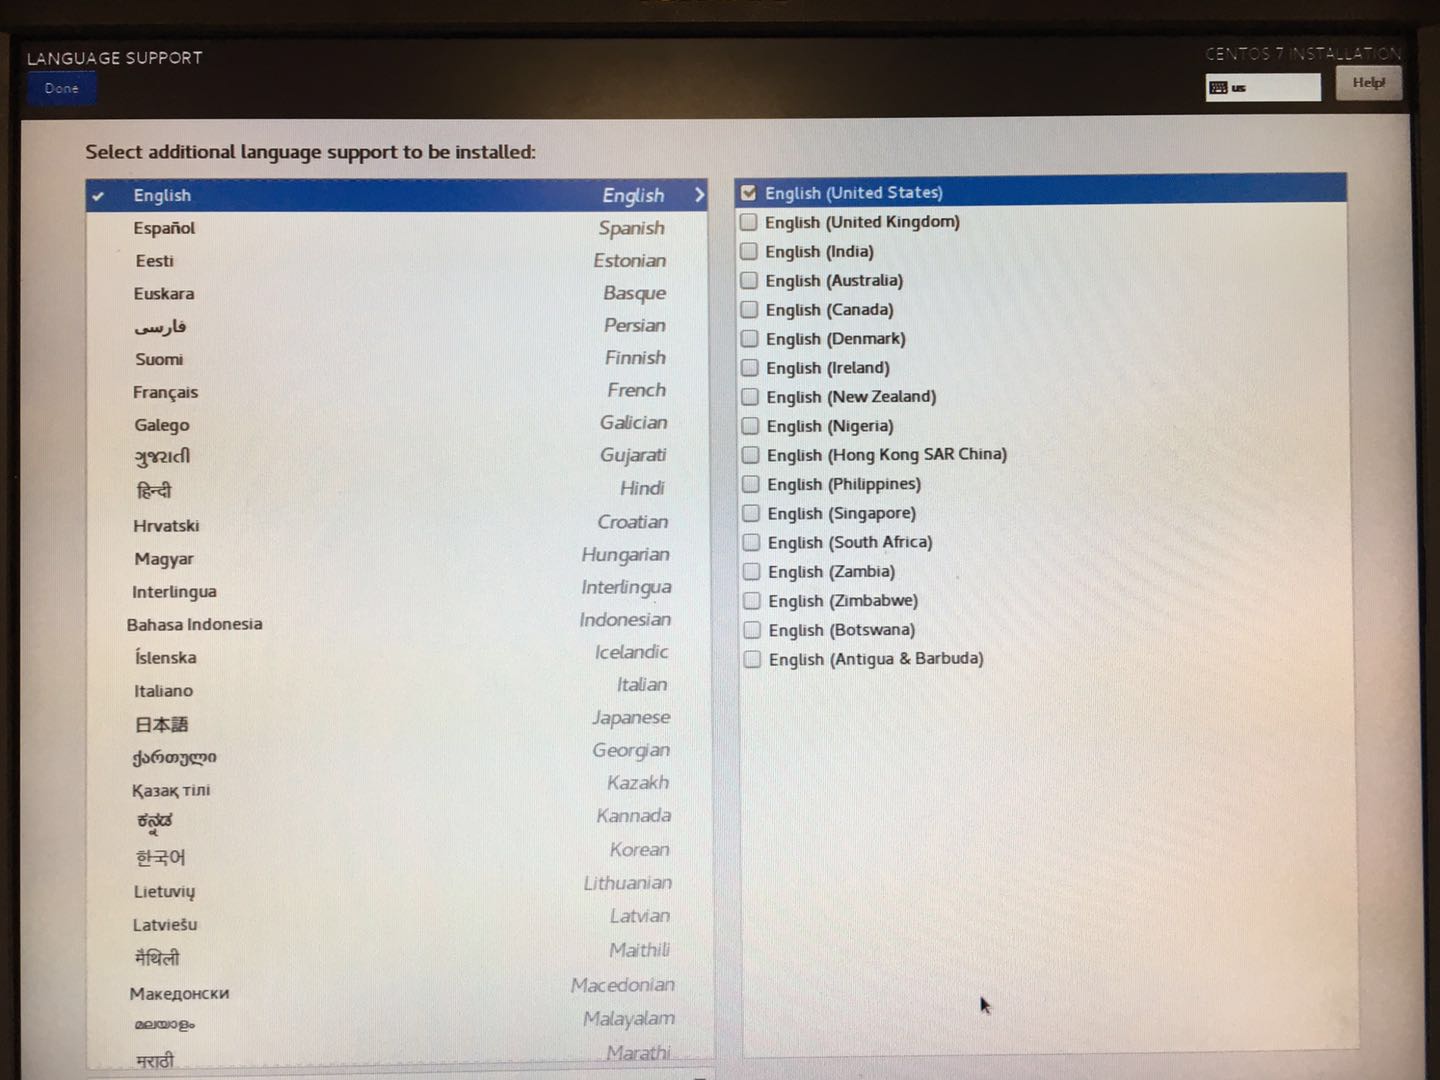 LANGUAGE SUPPORT
CENTOS 7 INSTALLATION
Done
us
Help!
Select additional language support to be installed:
English English
Español Spanish
Eesti Estonian
Euskara Basque
فارسی Persian
Suomi Finnish
Français French
Galego Galician
ગુજરાતી Gujarati
हिन्दी Hindi
Hrvatski Croatian
Magyar Hungarian
Interlingua Interlingua
Bahasa Indonesia Indonesian
Íslenska Icelandic
Italiano Italian
日本語 Japanese
ქართული Georgian
Қазақ тілі Kazakh
ಕನ್ನಡ Kannada
한국어 Korean
Lietuvių Lithuanian
Latviešu Latvian
मैथिली Maithili
Македонски Macedonian
മലയാളം Malayalam
मराठी Marathi
English (United States)
English (United Kingdom)
English (India)
English (Australia)
English (Canada)
English (Denmark)
English (Ireland)
English (New Zealand)
English (Nigeria)
English (Hong Kong SAR China)
English (Philippines)
English (Singapore)
English (South Africa)
English (Zambia)
English (Zimbabwe)
English (Botswana)
English (Antigua & Barbuda)